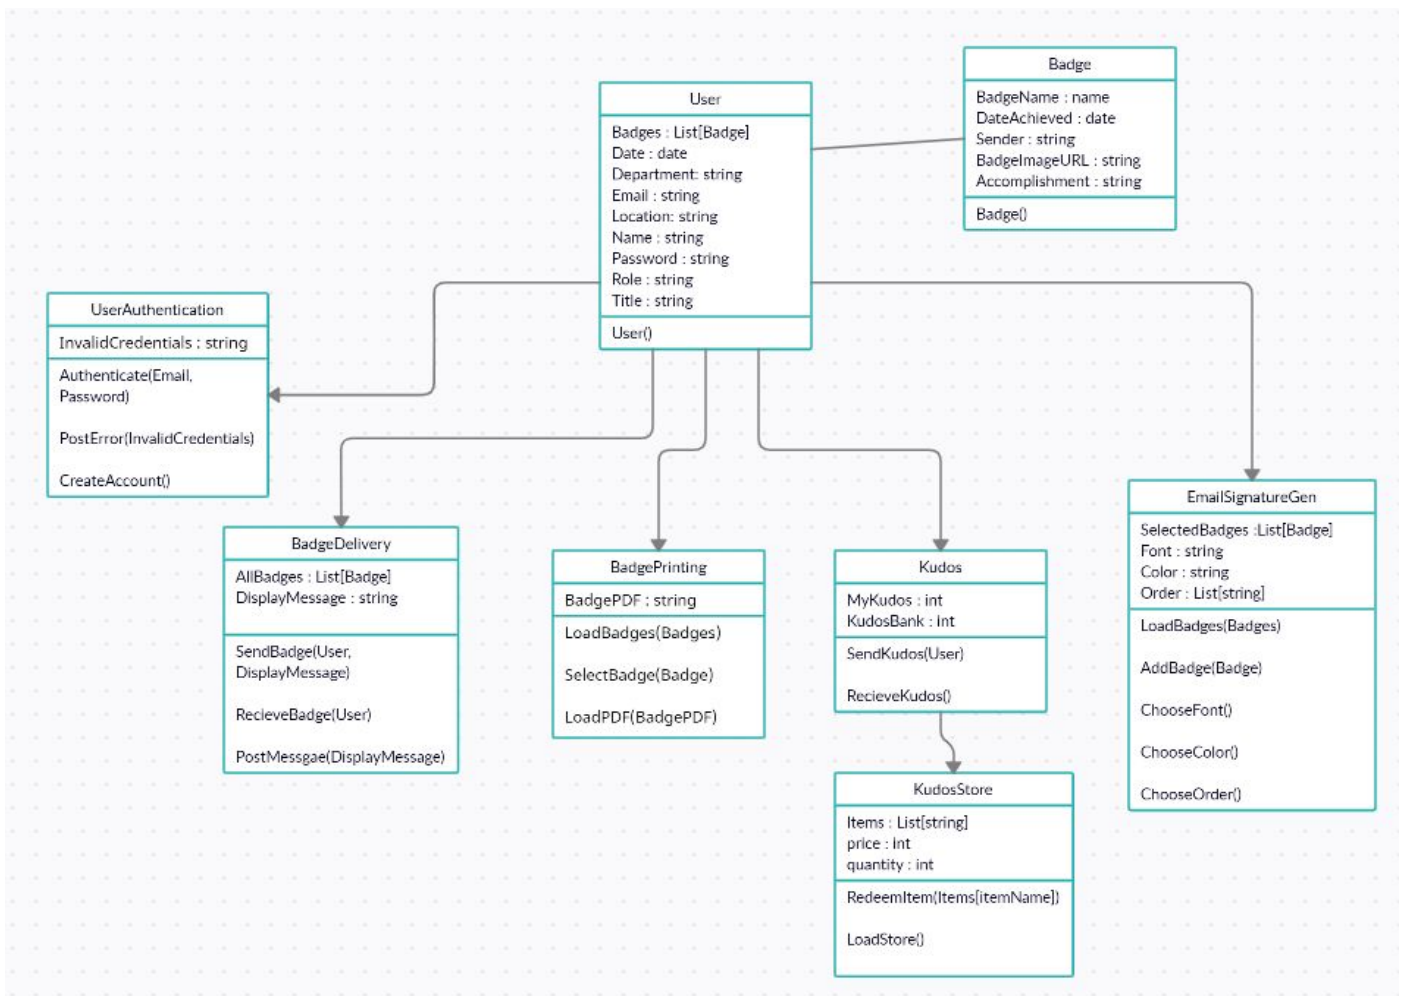 User
Badges : List[Badge]
Date : date
Department: string
Email : string
Location: string
Name : string
Password : string
Role : string
Title : string
User()
Badge
BadgeName : name
DateAchieved : date
Sender : string
BadgeImageURL : string
Accomplishment : string
Badge()
UserAuthentication
InvalidCredentials : string
Authenticate(Email,
Password)
PostError(InvalidCredentials)
CreateAccount()
BadgeDelivery
AllBadges : List[Badge]
DisplayMessage : string
SendBadge(User,
DisplayMessage)
RecieveBadge(User)
PostMessgae(DisplayMessage)
BadgePrinting
BadgePDF : string
LoadBadges(Badges)
SelectBadge(Badge)
LoadPDF(BadgePDF)
Kudos
MyKudos : int
KudosBank : int
SendKudos(User)
RecieveKudos()
KudosStore
Items : List[string]
price : int
quantity : int
RedeemItem(Items[itemName])
LoadStore()
EmailSignatureGen
SelectedBadges :List[Badge]
Font : string
Color : string
Order : List[string]
LoadBadges(Badges)
AddBadge(Badge)
ChooseFont()
ChooseColor()
ChooseOrder()